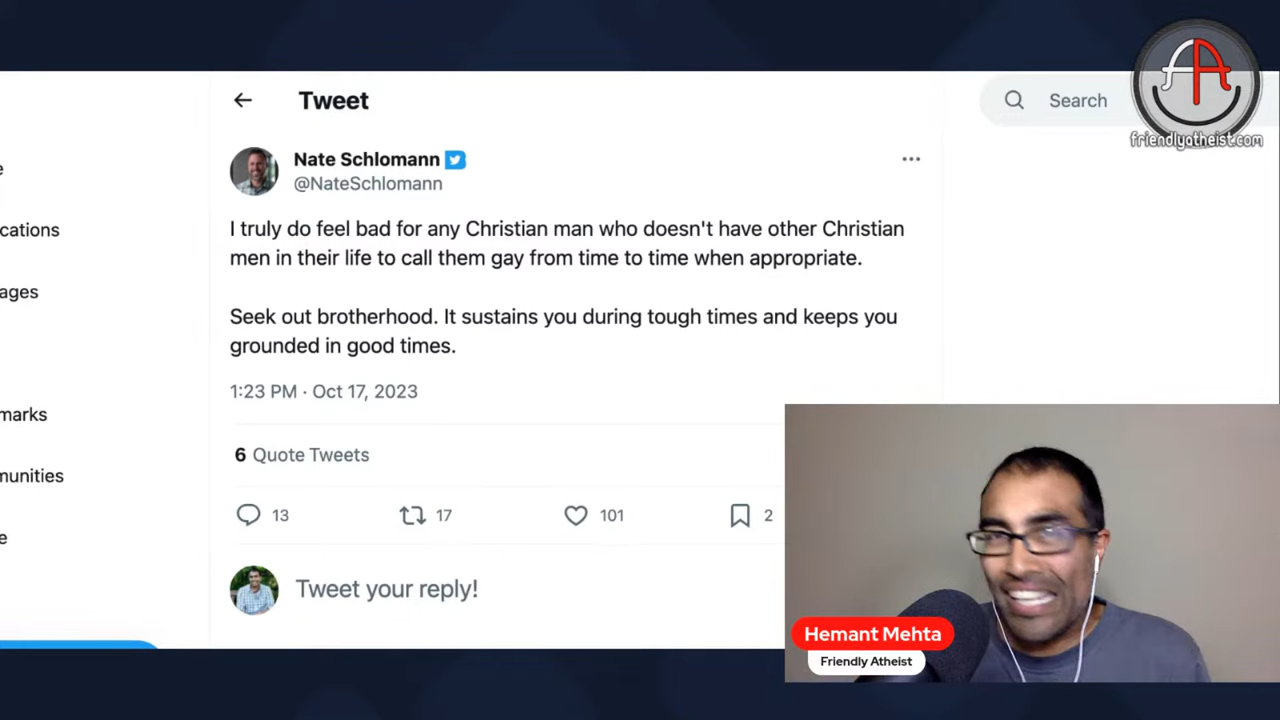 Tweet
Search
friendlyatheist.com
e
Nate Schlomann
@NateSchlomann
cations
I truly do feel bad for any Christian man who doesn't have other Christian
men in their life to call them gay from time to time when appropriate.
ages
Seek out brotherhood. It sustains you during tough times and keeps you
grounded in good times.
1:23 PM · Oct 17, 2023
marks
6 Quote Tweets
nunities
13
17
101
2
e
Tweet your reply!
Hemant Mehta
Friendly Atheist